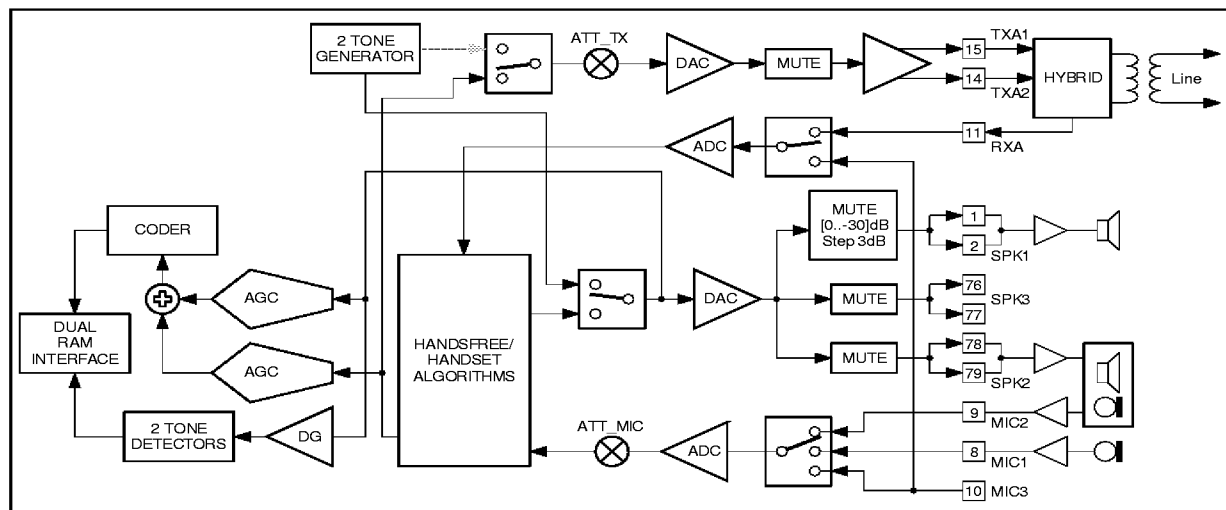 2 TONE
GENERATOR
ATT_TX
DAC
MUTE
15
TXA1
14
TXA2
HYBRID
Line
ADC
11
RXA
CODER
MUTE
[0..-30]dB
Step 3dB
1
2
SPK1
AGC
DUAL
RAM
INTERFACE
AGC
HANDSFREE/
HANDSET
ALGORITHMS
DAC
MUTE
76
SPK3
77
MUTE
78
79
SPK2
2 TONE
DETECTORS
DG
ATT_MIC
ADC
9
MIC2
8
MIC1
10
MIC3